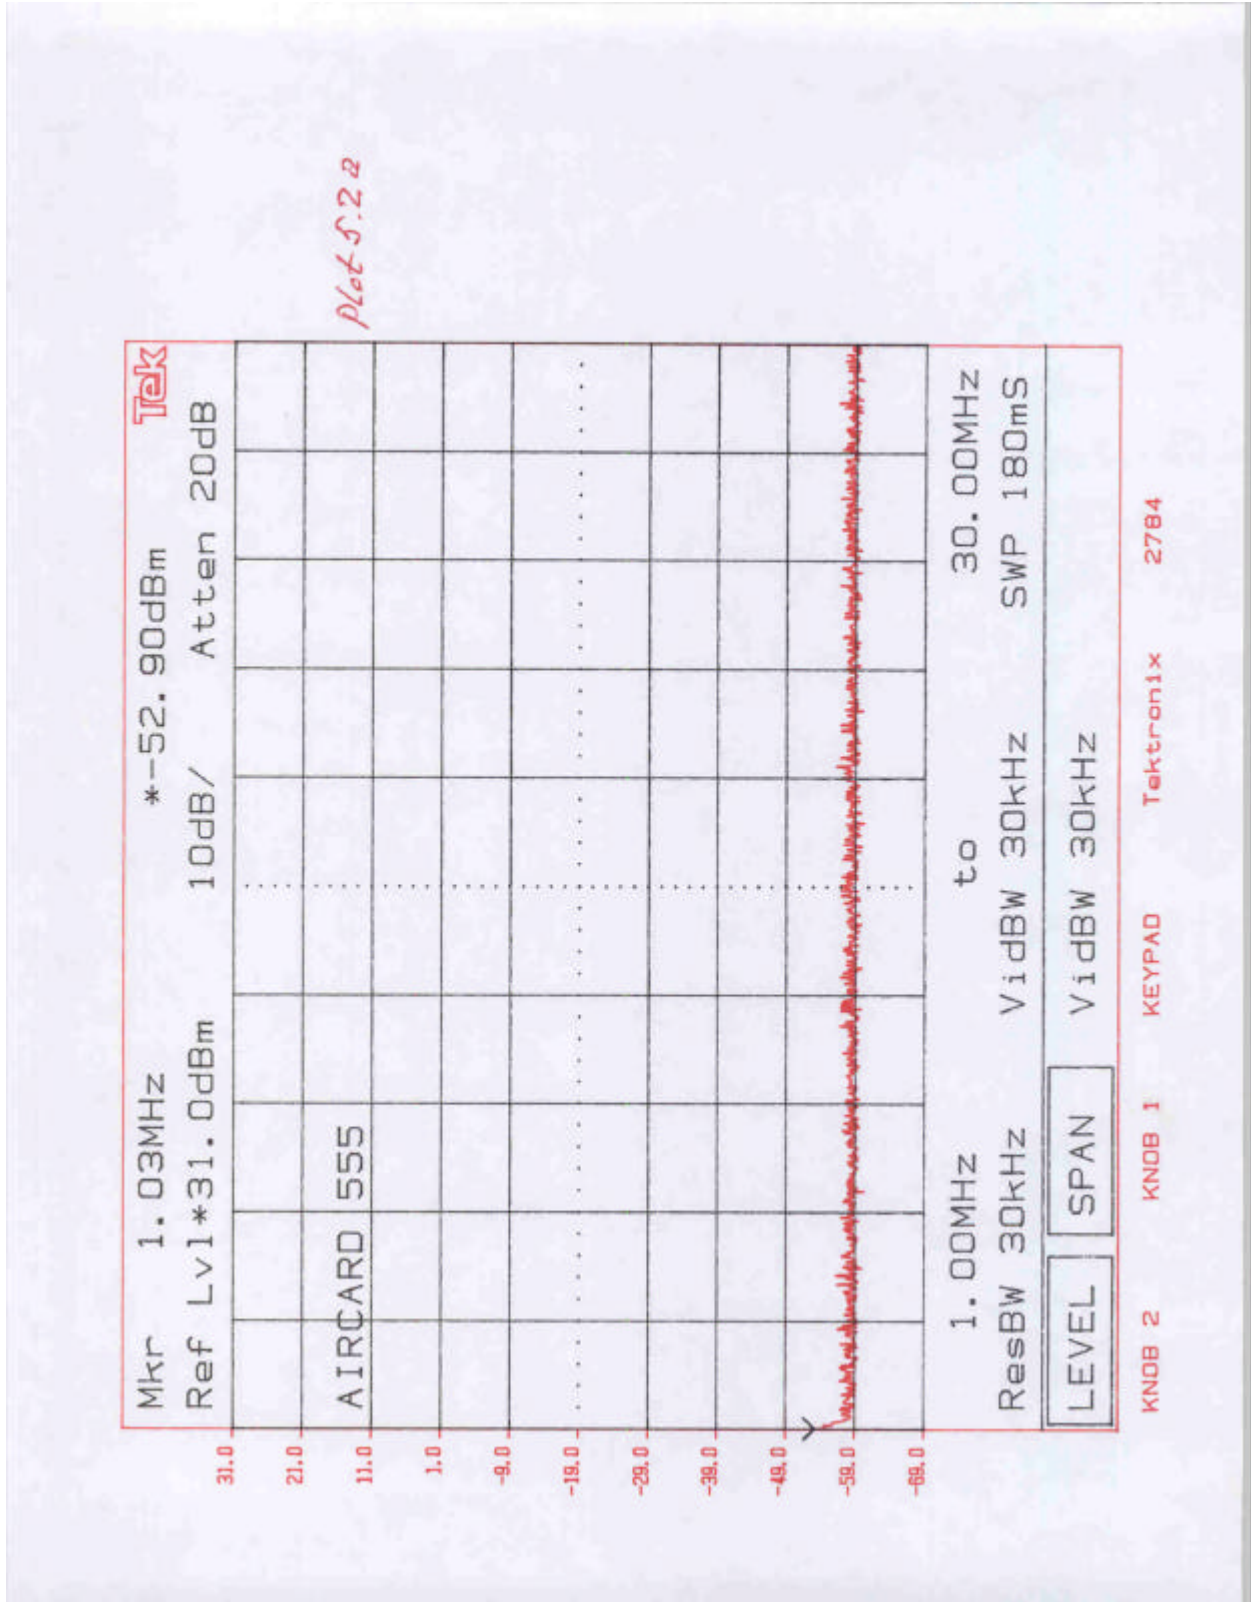 Plot 5.2a
Mkr 1.03MHz *-52.90dBm Tek
Ref Lvl*31.0dBm 10dB/ Atten 20dB
31.0
21.0
AIRCARD 5555
11.0
1.0
-9.0
-19.0
-29.0
-39.0
-49.0
-59.0
-69.0
1.00MHz to 30.00MHz
ResBW 30kHz VidBW 30kHz SWP 180mS
LEVEL SPAN VidBW 30kHz
KNOB 2 KNOB 1 KEYPAD Tektronix 2784